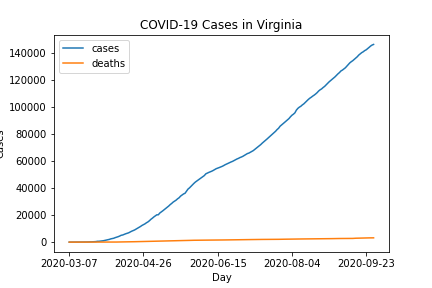 COVID-19 Cases in Virginia
cases
deaths
140000
120000
100000
80000
60000
40000
20000
0
cases
2020-03-07 2020-04-26 2020-06-15 2020-08-04 2020-09-23
Day